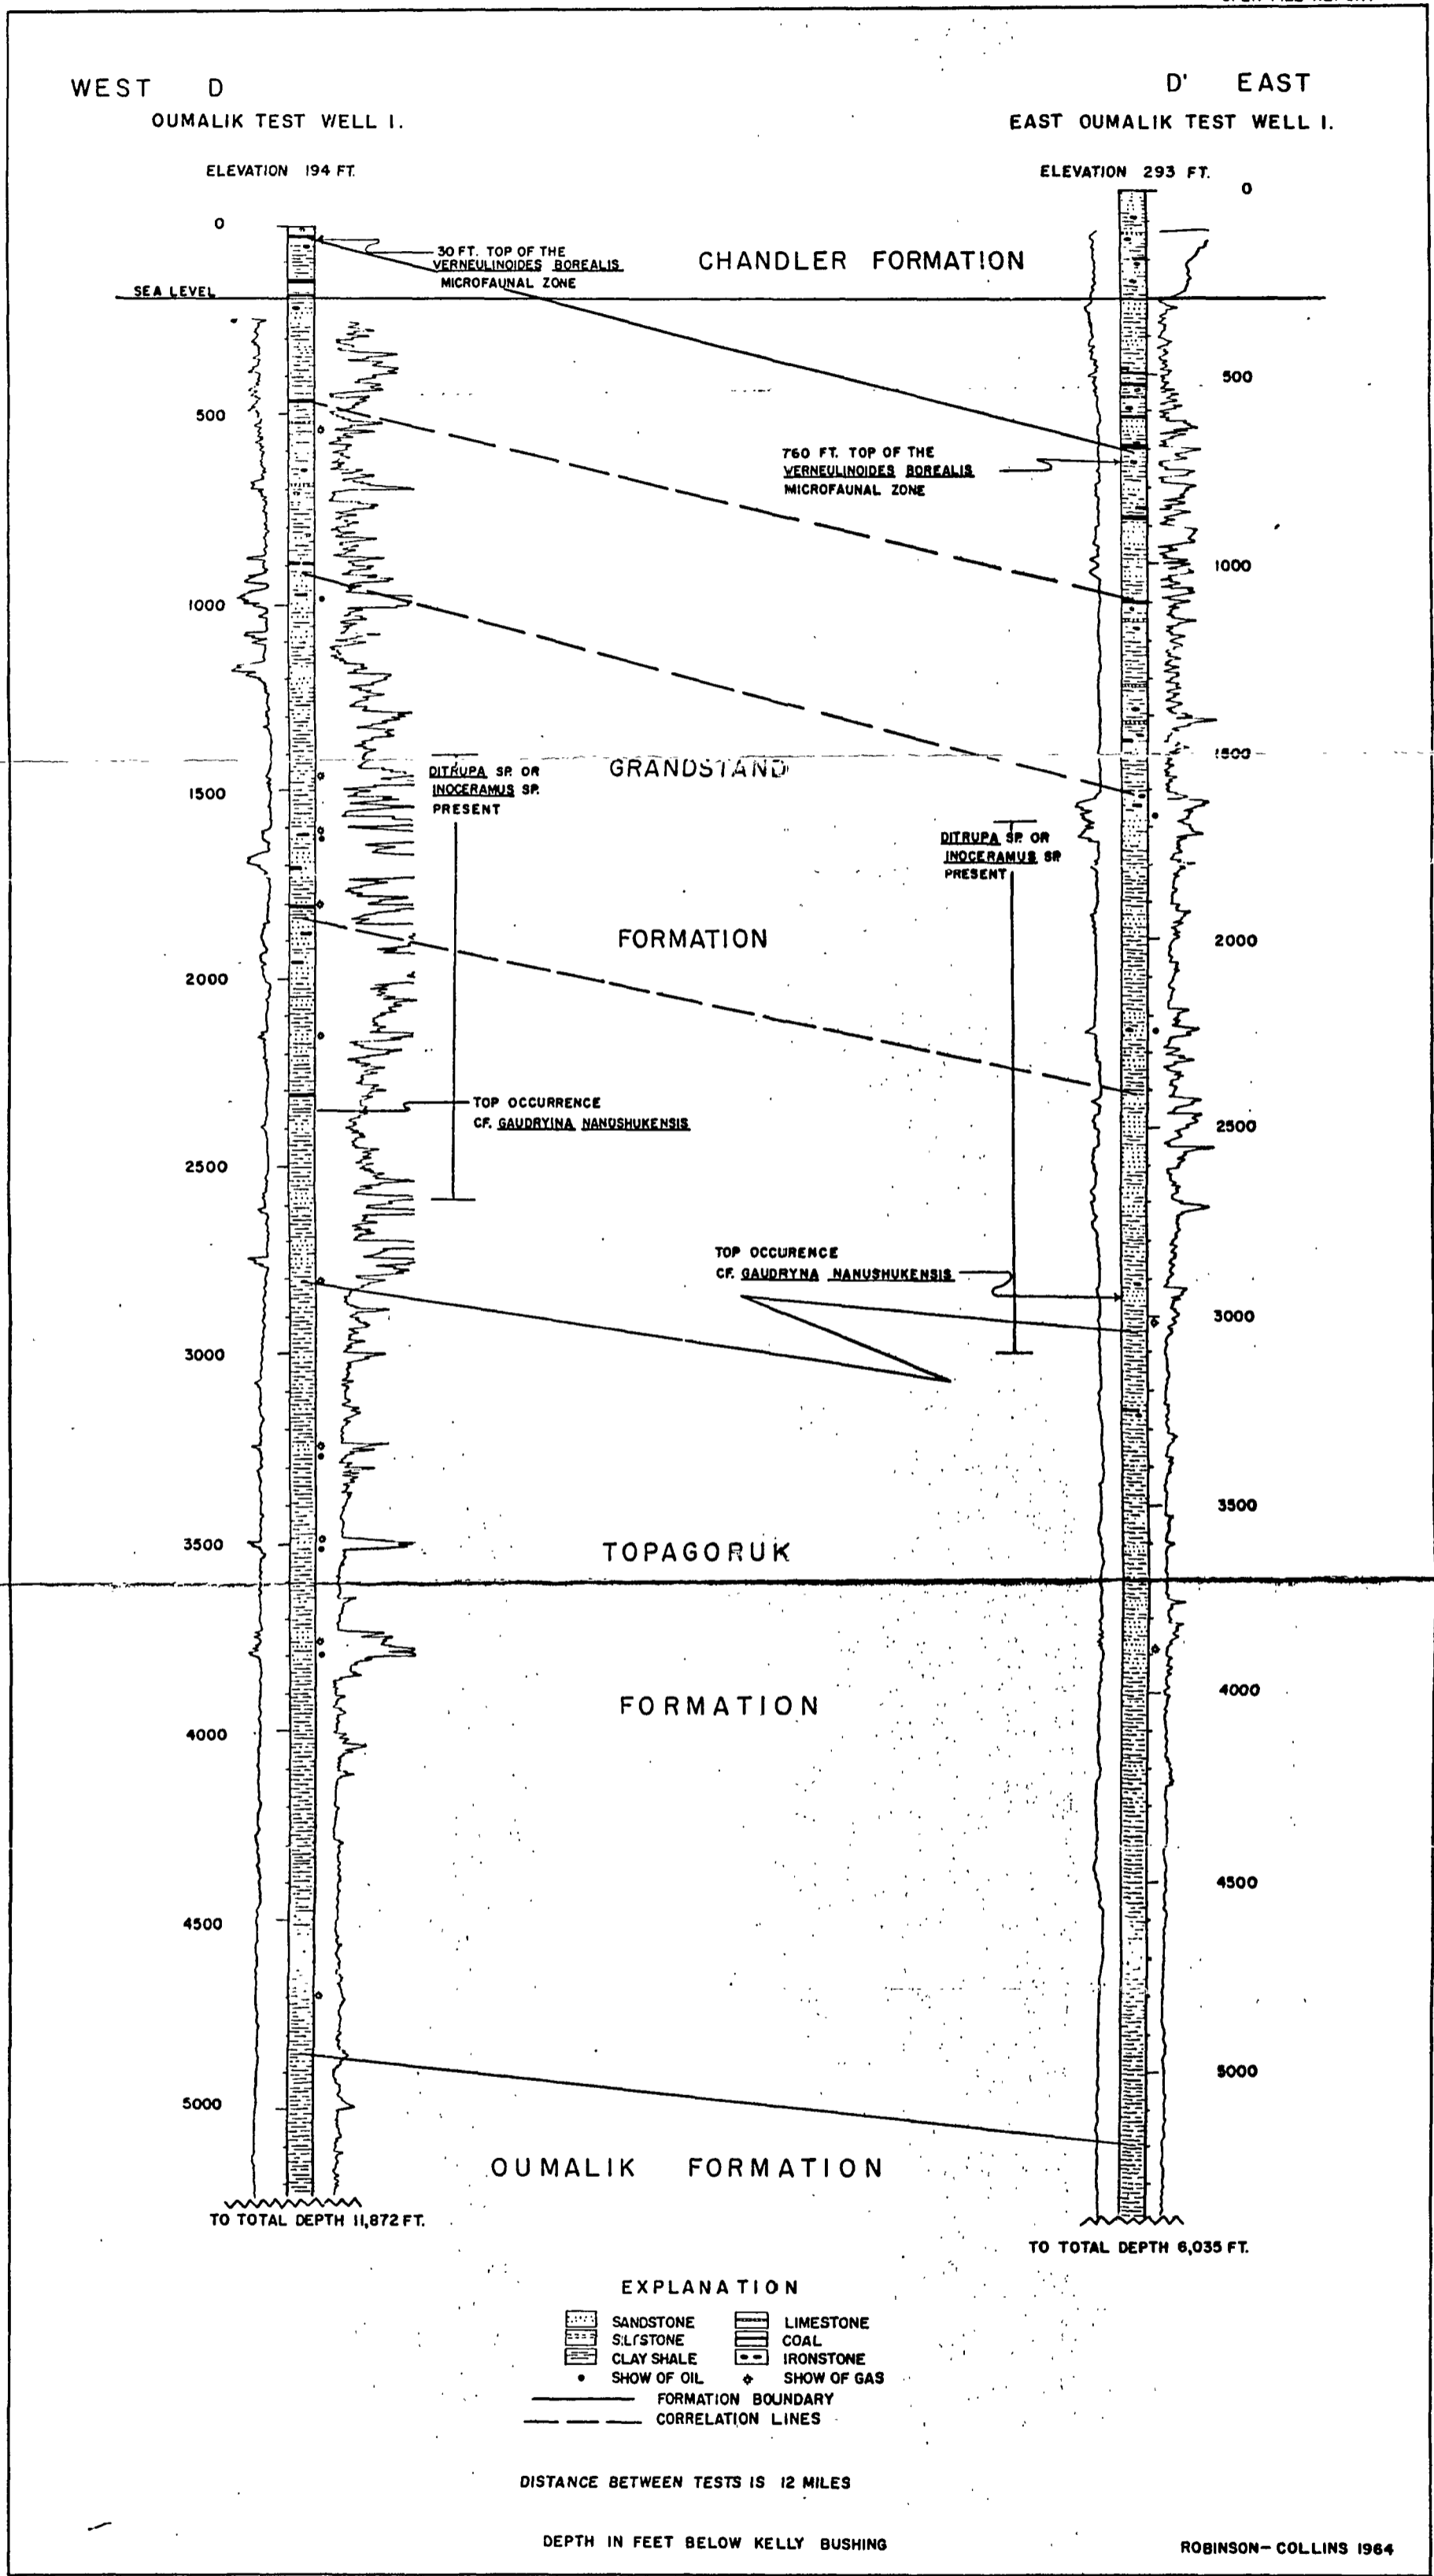 WEST D
D' EAST
OUMALIK TEST WELL 1.
EAST OUMALIK TEST WELL 1.
ELEVATION 194 FT.
ELEVATION 293 FT.
0
0
30 FT. TOP OF THE
VERNEULINOIDES BOREALIS
MICROFAUNAL ZONE
CHANDLER FORMATION
SEA LEVEL
500
500
760 FT. TOP OF THE
VERNEULINOIDES BOREALIS
MICROFAUNAL ZONE
1000
1000
1500
GRANDSTAND
DITRUPA SP. OR
INOCERAMUS SP.
PRESENT
1500
DITRUPA SP. OR
INOCERAMUS SP.
PRESENT
FORMATION
2000
2000
TOP OCCURRENCE
CF. GAUDRYINA NANUSHUKENSIS
2500
2500
TOP OCCURENCE
CF. GAUDRYNA NANUSHUKENSIS
3000
3000
3500
3500
TOPAGORUK
FORMATION
4000
4000
4500
4500
5000
5000
OUMALIK FORMATION
TO TOTAL DEPTH 11,872 FT.
TO TOTAL DEPTH 6,035 FT.
EXPLANATION
SANDSTONE LIMESTONE
SILTSTONE COAL
CLAY SHALE IRONSTONE
SHOW OF OIL SHOW OF GAS
FORMATION BOUNDARY
CORRELATION LINES
DISTANCE BETWEEN TESTS IS 12 MILES
DEPTH IN FEET BELOW KELLY BUSHING
ROBINSON-COLLINS 1964